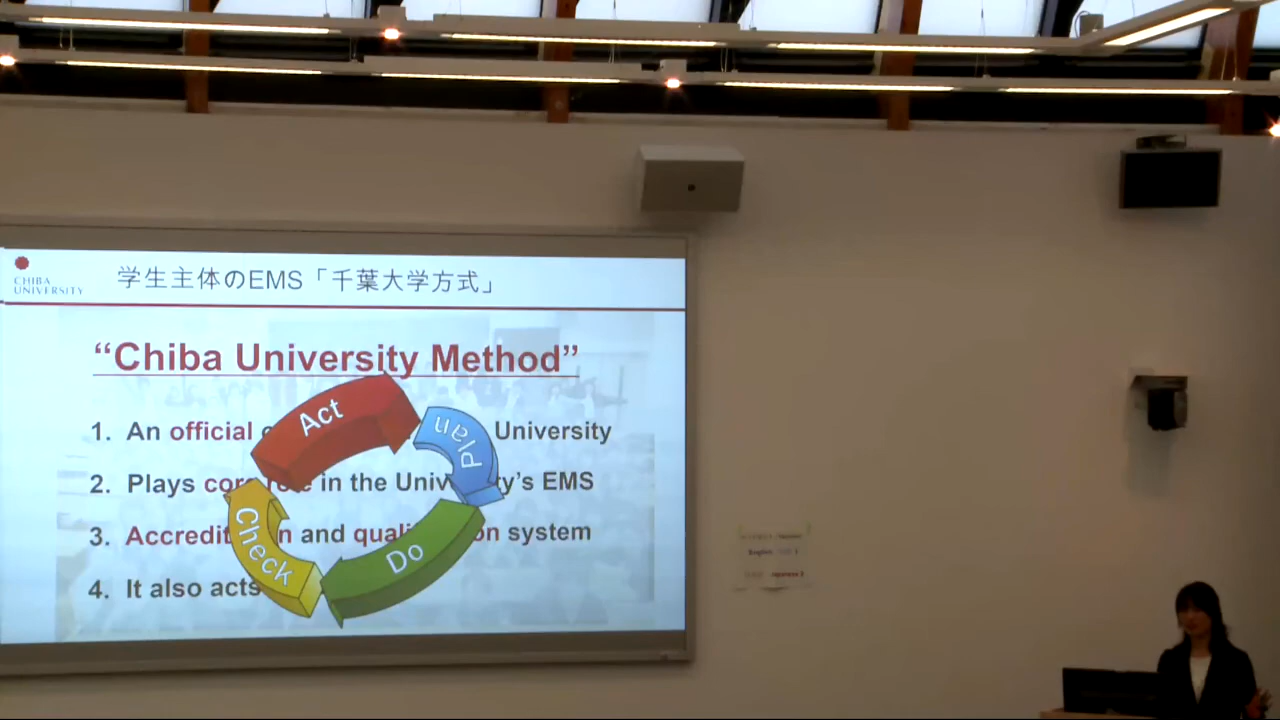 CHIBA
UNIVERSITY
学生主体のEMS「千葉大学方式」
“Chiba University Method”
1. An official University
2. Plays core role in the University's EMS
3. Accreditation and qualification system
4. It also acts
Act
Plan
Do
Check
English
Japanese